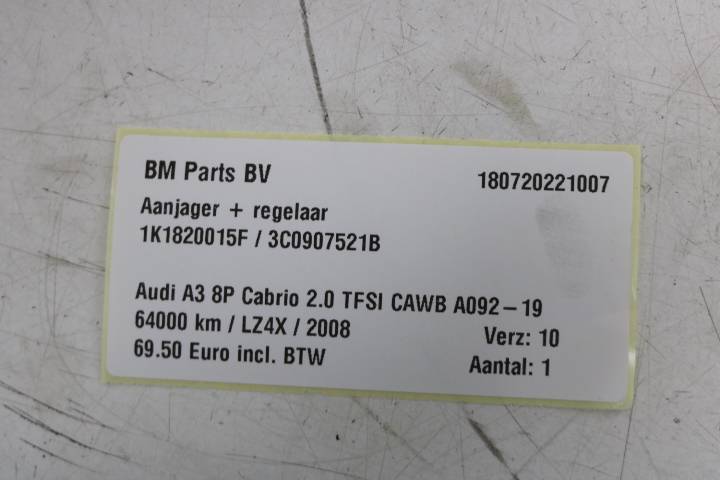 BM Parts BV 180720221007
Aanjager + regelaar
1K1820015F / 3C0907521B
Audi A3 8P Cabrio 2.0 TFSI CAWB A092-19
64000 km / LZ4X / 2008 Verz: 10
69.50 Euro incl. BTW Aantal: 1